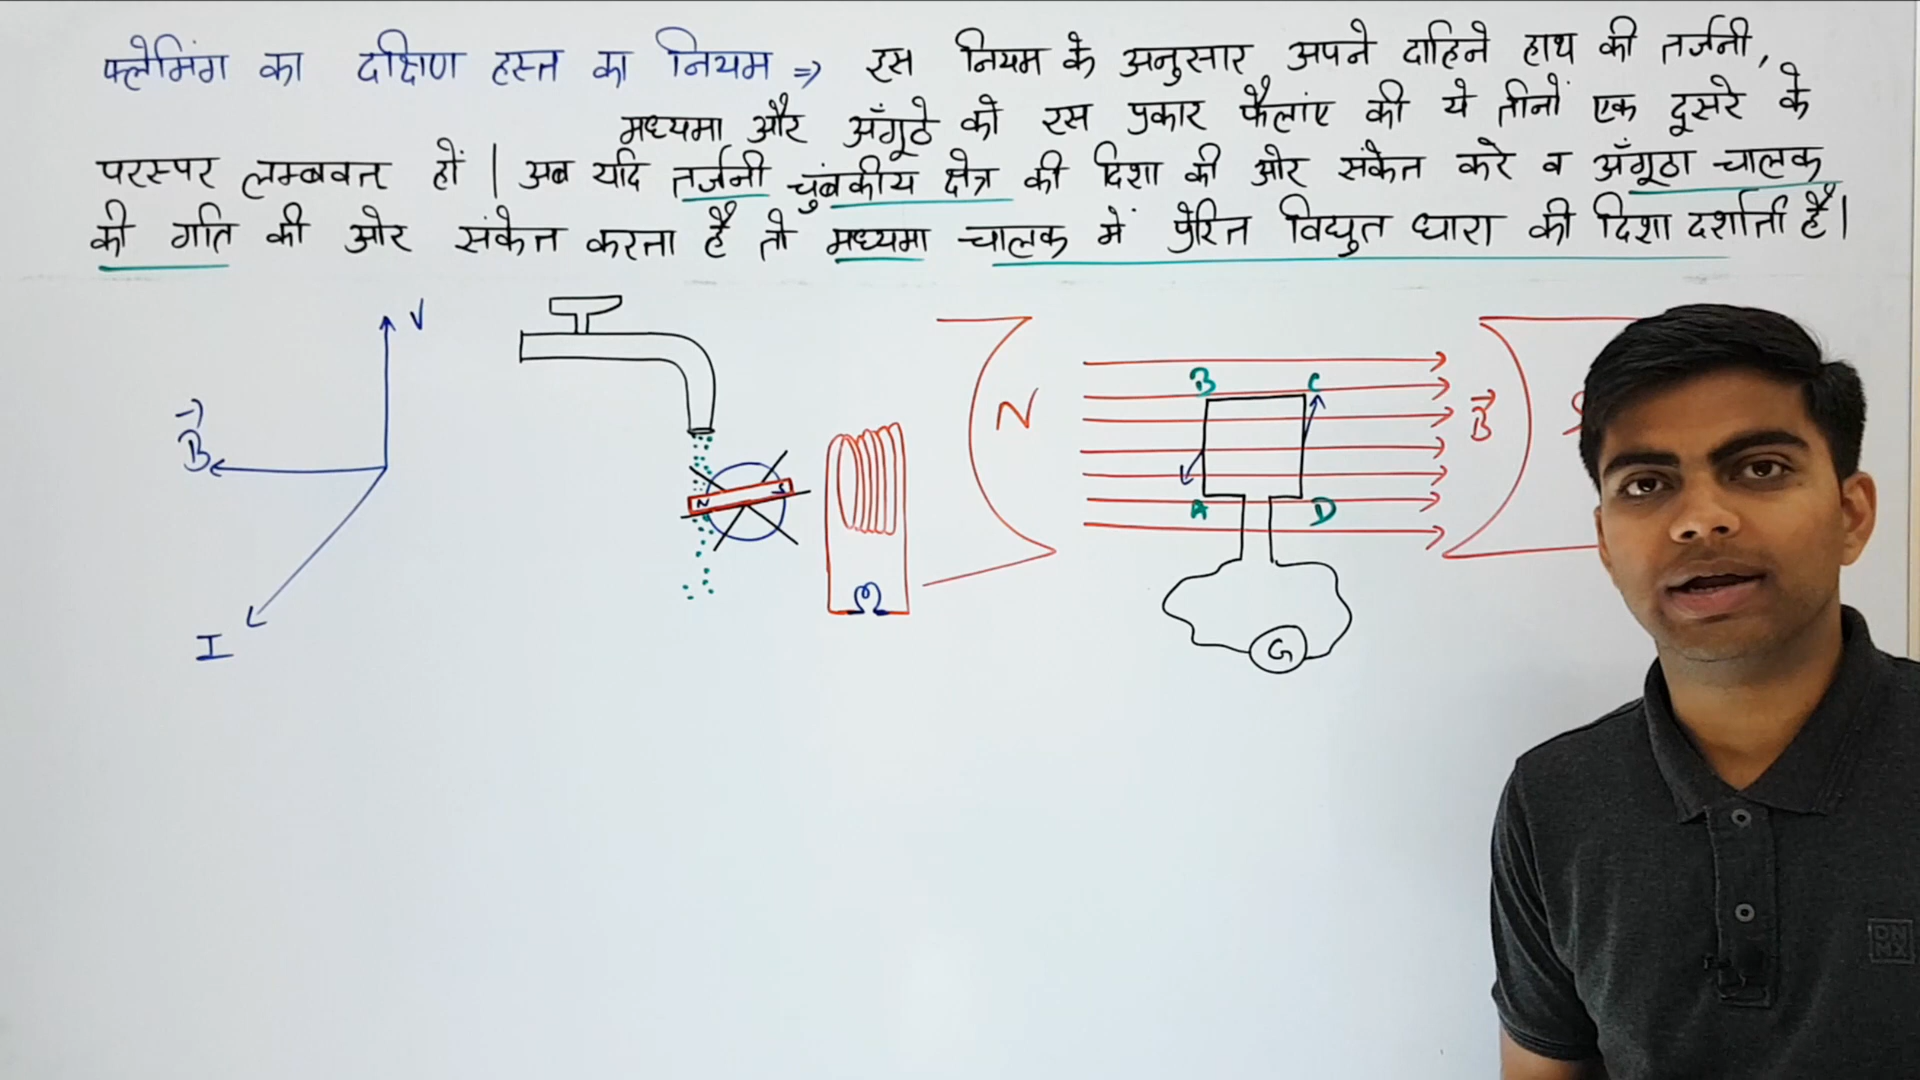 फ्लेमिंग का दक्षिण हस्त का नियम => इस नियम के अनुसार अपने दाहिने हाथ की तर्जनी,
मध्यमा और अँगूठे को इस प्रकार फैलांए की ये तीनों एक दूसरे के
परस्पर लम्बवत हों | अब यदि तर्जनी चुंबकीय क्षेत्र की दिशा की ओर संकेत करे व अँगूठा चालक
की गति की ओर संकेत करता है तो मध्यमा चालक में प्रेरित विद्युत धारा की दिशा दर्शाती है|
V
B
I
N
S
N
B C
A D
B
S
G
DNMX